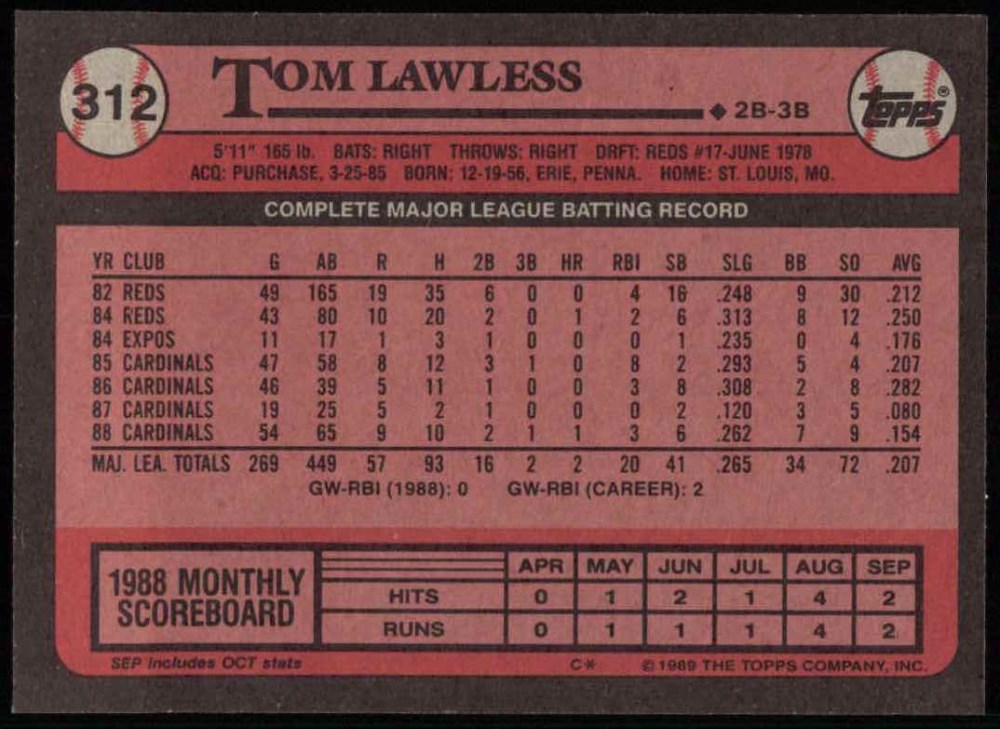 312
TOM LAWLESS
◆ 2B-3B
topps®
5'11" 165 lb. BATS: RIGHT THROWS: RIGHT DRFT: REDS #17-JUNE 1978
ACQ: PURCHASE, 3-25-85 BORN: 12-19-56, ERIE, PENNA. HOME: ST. LOUIS, MO.
COMPLETE MAJOR LEAGUE BATTING RECORD
YR CLUB G AB R H 2B 3B HR RBI SB SLG BB SO AVG
82 REDS 49 165 19 35 6 0 0 4 16 .248 9 30 .212
84 REDS 43 80 10 20 2 0 1 2 6 .313 8 12 .250
84 EXPOS 11 17 1 3 1 0 0 0 1 .235 0 4 .176
85 CARDINALS 47 58 8 12 3 1 0 8 2 .293 5 4 .207
86 CARDINALS 46 39 5 11 1 0 0 3 8 .308 2 8 .282
87 CARDINALS 19 25 5 2 1 0 0 0 2 .120 3 5 .080
88 CARDINALS 54 65 9 10 2 1 1 3 6 .262 7 9 .154
MAJ. LEA. TOTALS 269 449 57 93 16 2 2 20 41 .265 34 72 .207
GW-RBI (1988): 0 GW-RBI (CAREER): 2
1988 MONTHLY
SCOREBOARD
APR MAY JUN JUL AUG SEP
HITS 0 1 2 1 4 2
RUNS 0 1 1 1 4 2
SEP Includes OCT stats
C*
© 1989 THE TOPPS COMPANY, INC.